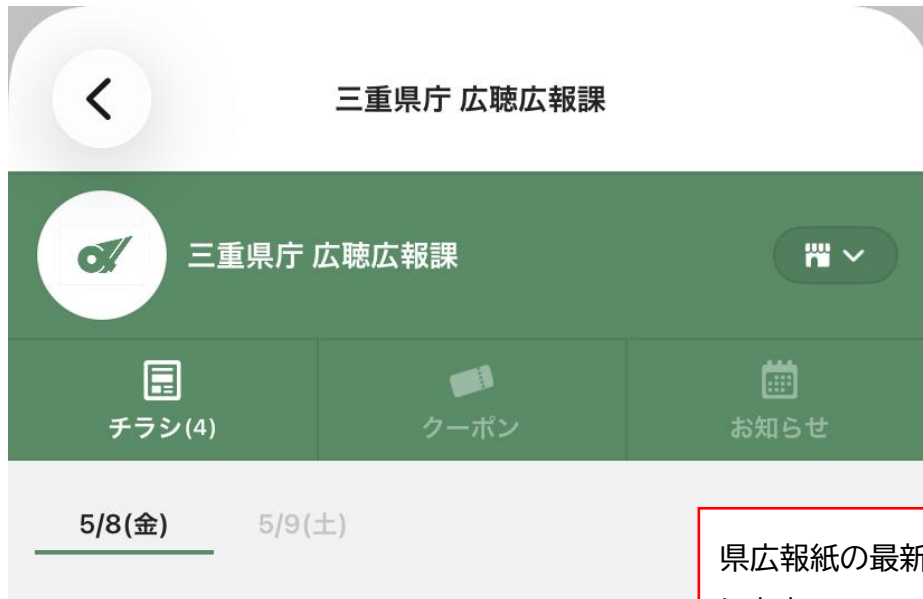 三重県庁 広聴広報課
三重県庁 広聴広報課
チラシ(4)
クーポン
お知らせ
5/8(金)
5/9(土)
県広報紙の最新